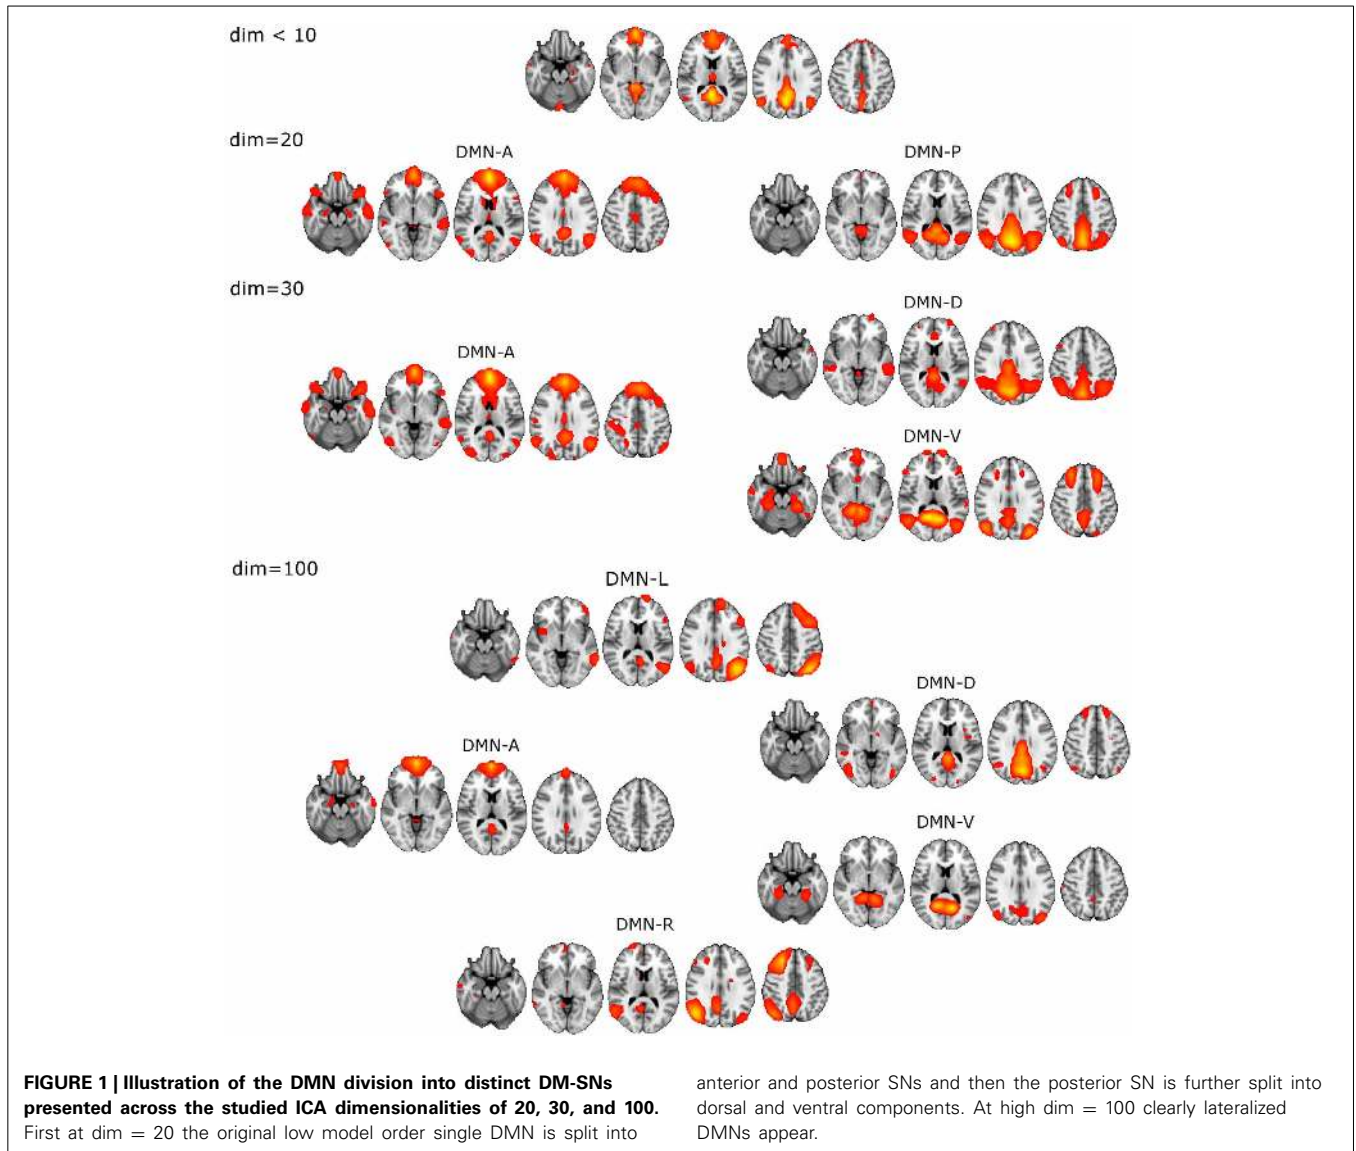 dim < 10
dim=20
DMN-A
DMN-P
dim=30
DMN-D
DMN-A
DMN-V
dim=100
DMN-L
DMN-D
DMN-A
DMN-V
DMN-R
FIGURE 1 | Illustration of the DMN division into distinct DM-SNs
presented across the studied ICA dimensionalities of 20, 30, and 100.
First at dim = 20 the original low model order single DMN is split into
anterior and posterior SNs and then the posterior SN is further split into
dorsal and ventral components. At high dim = 100 clearly lateralized
DMNs appear.